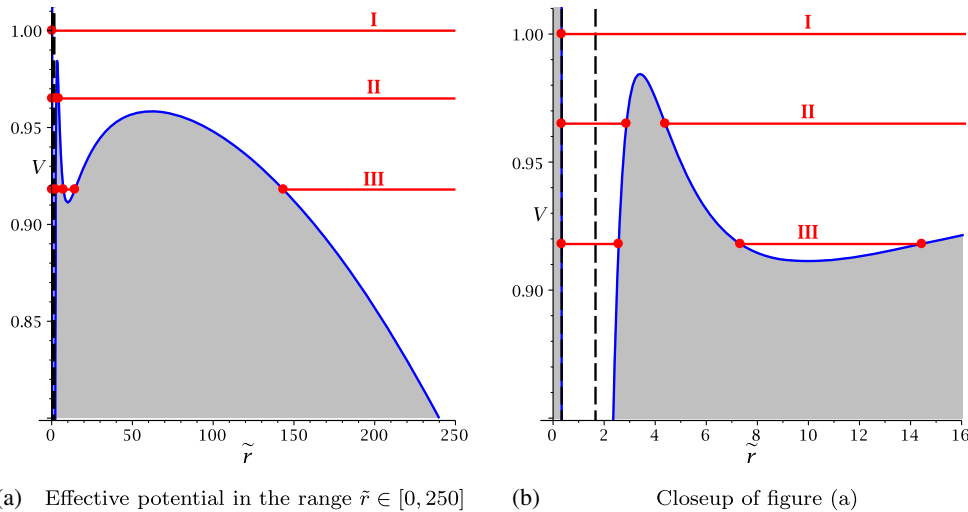 1.00
0.95
V
0.90
0.85
I
II
III
0 50 100 150 200 250
r̃
1.00
0.95
V
0.90
I
II
III
0 2 4 6 8 10 12 14 16
r̃
(a) Effective potential in the range r̃ ∈ [0, 250]
(b) Closeup of figure (a)